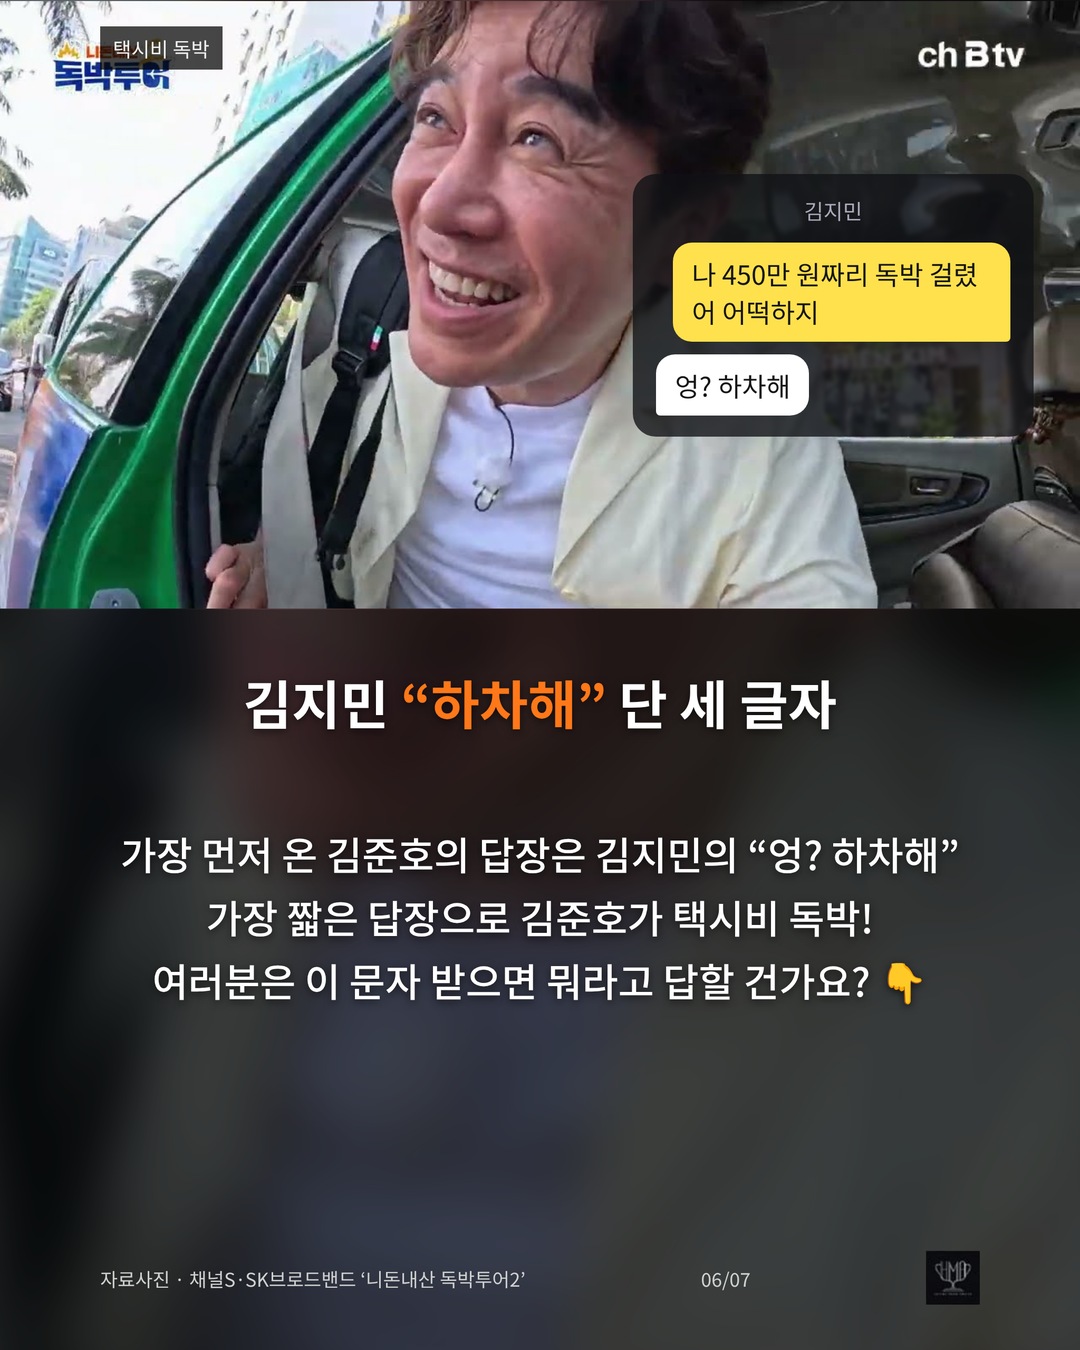 택시비 독박
독박투어
ch B tv
김지민
나 450만 원짜리 독박 걸렸
어 어떡하지
엉? 하차해
김지민 “하차해” 단 세 글자
가장 먼저 온 김준호의 답장은 김지민의 “엉? 하차해”
가장 짧은 답장으로 김준호가 택시비 독박!
여러분은 이 문자 받으면 뭐라고 답할 건가요? 👇
자료사진 · 채널S·SK브로드밴드 ‘니돈내산 독박투어2’
06/07